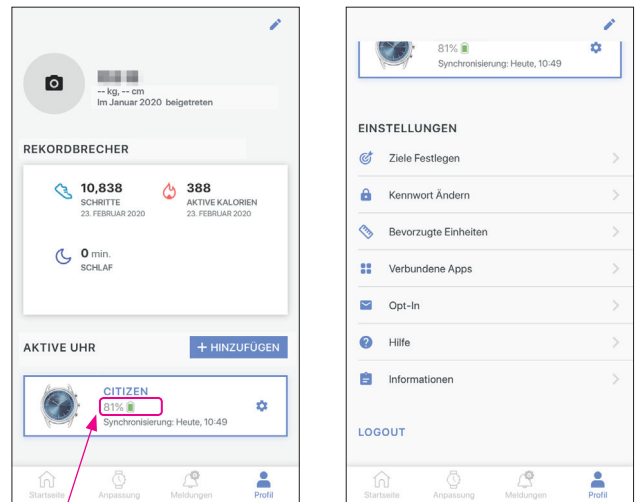 -- kg, -- cm
Im Januar 2020 beigetreten
REKORDBRECHER
10,838
SCHRITTE
23. FEBRUAR 2020
388
AKTIVE KALORIEN
23. FEBRUAR 2020
0 min.
SCHLAF
AKTIVE UHR
+ HINZUFÜGEN
CITIZEN
81%
Synchronisierung: Heute, 10:49
Startseite
Anpassung
Meldungen
Profil
81%
Synchronisierung: Heute, 10:49
EINSTELLUNGEN
Ziele Festlegen
Kennwort Ändern
Bevorzugte Einheiten
Verbundene Apps
Opt-In
Hilfe
Informationen
LOGOUT
Startseite
Anpassung
Meldungen
Profil